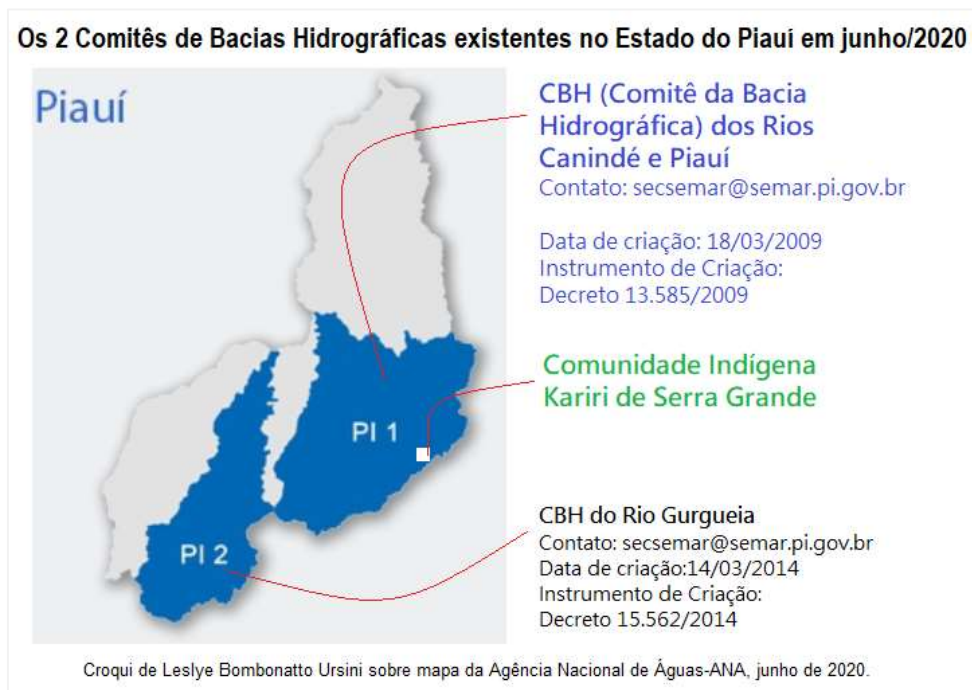 Os 2 Comitês de Bacias Hidrográficas existentes no Estado do Piauí em junho/2020
Piauí
CBH (Comitê da Bacia
Hidrográfica) dos Rios
Canindé e Piauí
Contato: secsemar@semar.pi.gov.br
Data de criação: 18/03/2009
Instrumento de Criação:
Decreto 13.585/2009
Comunidade Indígena
Kariri de Serra Grande
PI 1
PI 2
CBH do Rio Gurgueia
Contato: secsemar@semar.pi.gov.br
Data de criação:14/03/2014
Instrumento de Criação:
Decreto 15.562/2014
Croqui de Leslye Bombonatto Ursini sobre mapa da Agência Nacional de Águas-ANA, junho de 2020.